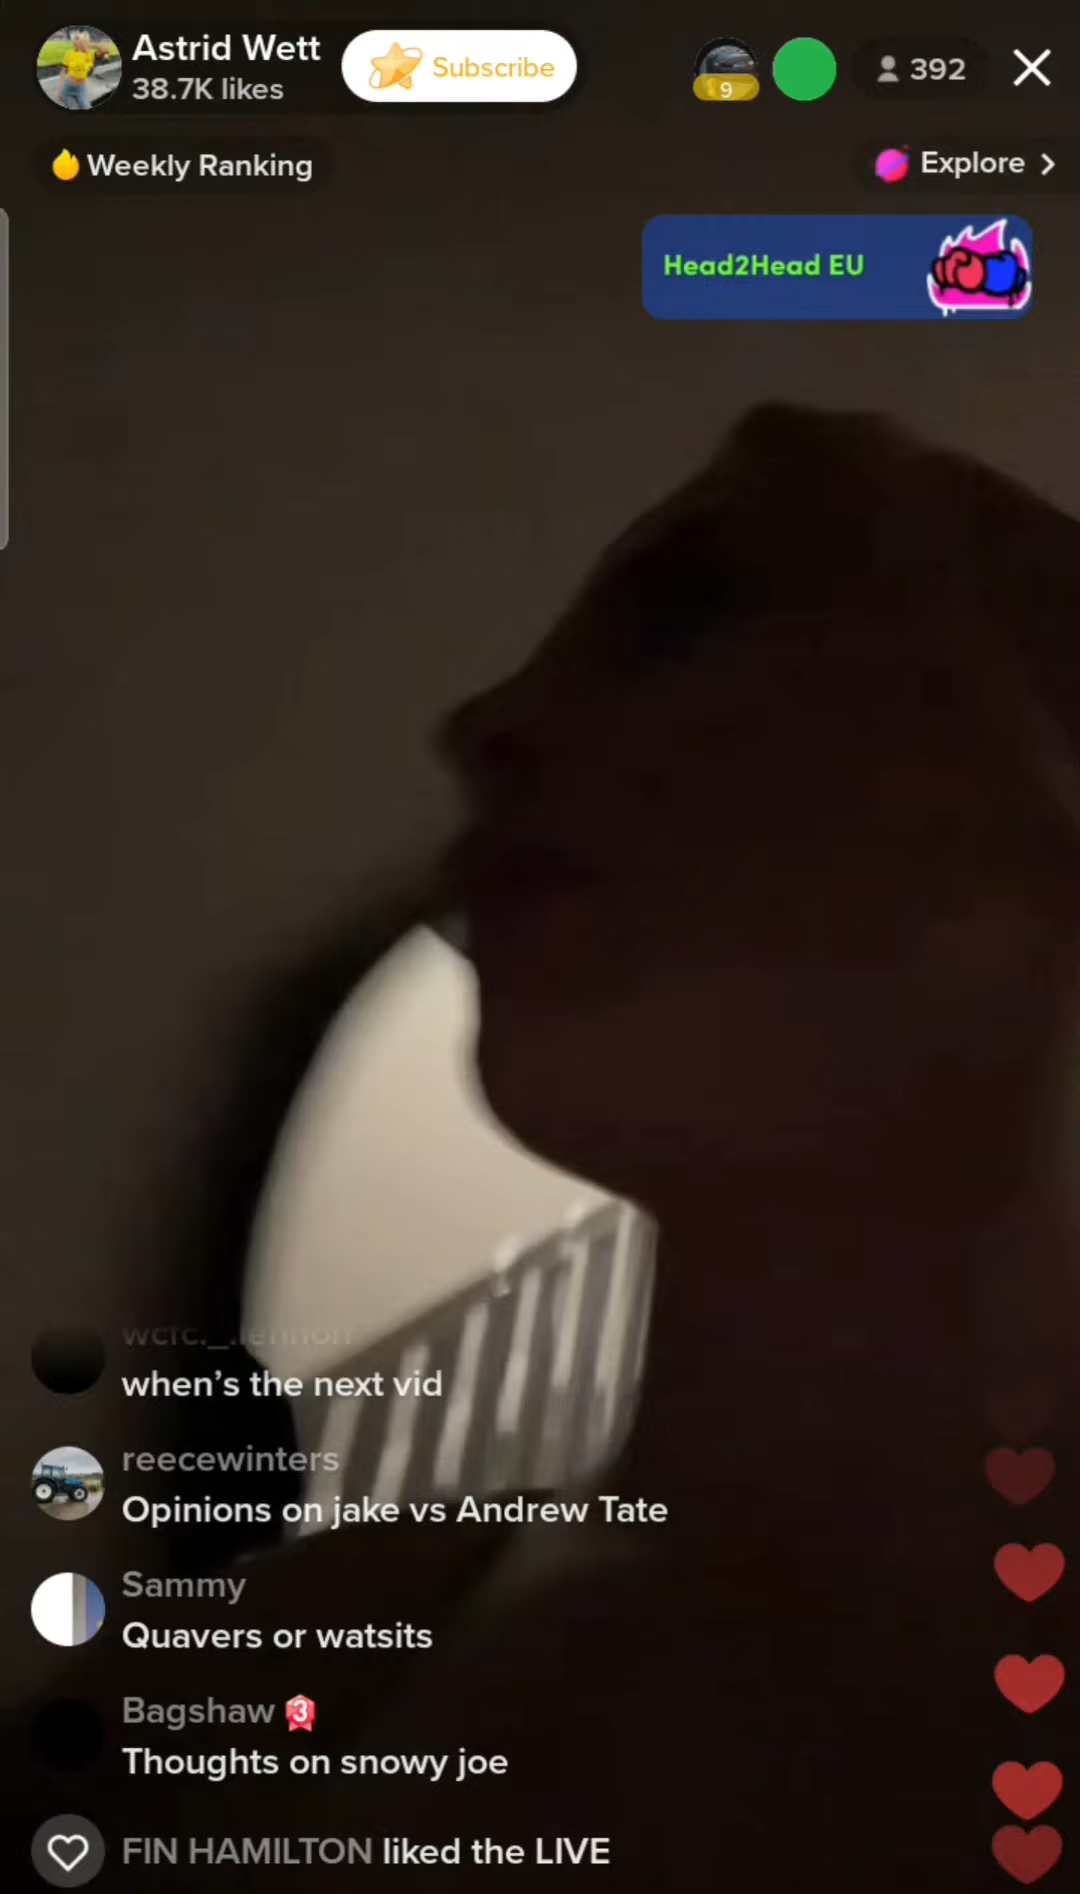 Astrid Wett
38.7K likes
Subscribe
9
392
Weekly Ranking
Explore
Head2Head EU
wcfc._.lennon
when's the next vid
reecewinters
Opinions on jake vs Andrew Tate
Sammy
Quavers or watsits
Bagshaw 3
Thoughts on snowy joe
FIN HAMILTON liked the LIVE